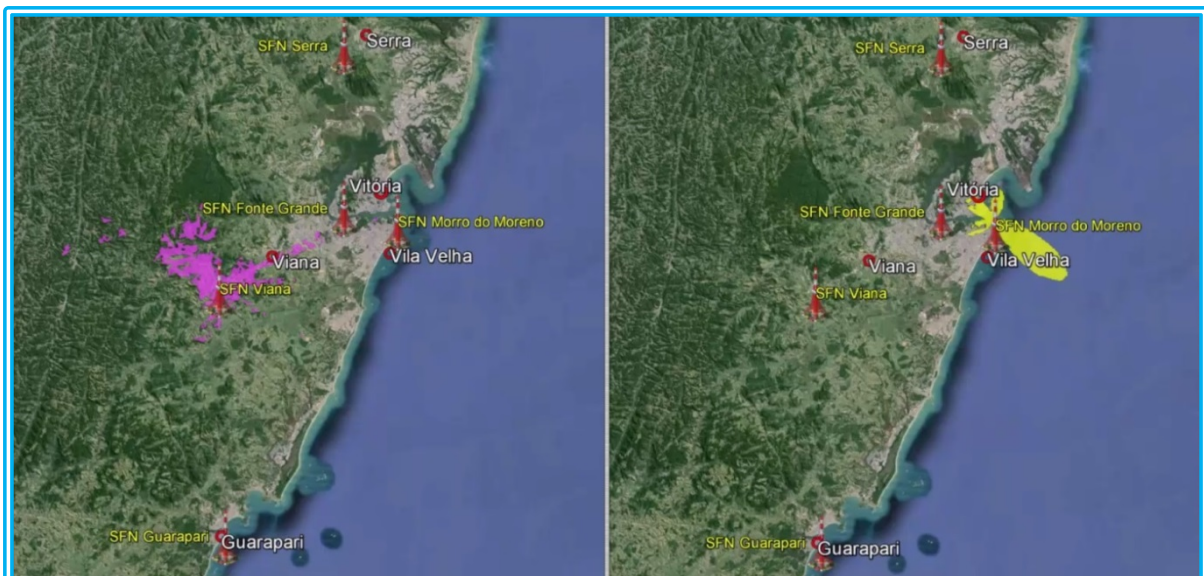 SFN Serra
Serra
Vitória
SFN Fonte Grande
SFN Morro do Moreno
Viana
Vila Velha
SFN Viana
SFN Guarapari
Guarapari
SFN Serra
Serra
Vitória
SFN Fonte Grande
SFN Morro do Moreno
Viana
Vila Velha
SFN Viana
SFN Guarapari
Guarapari